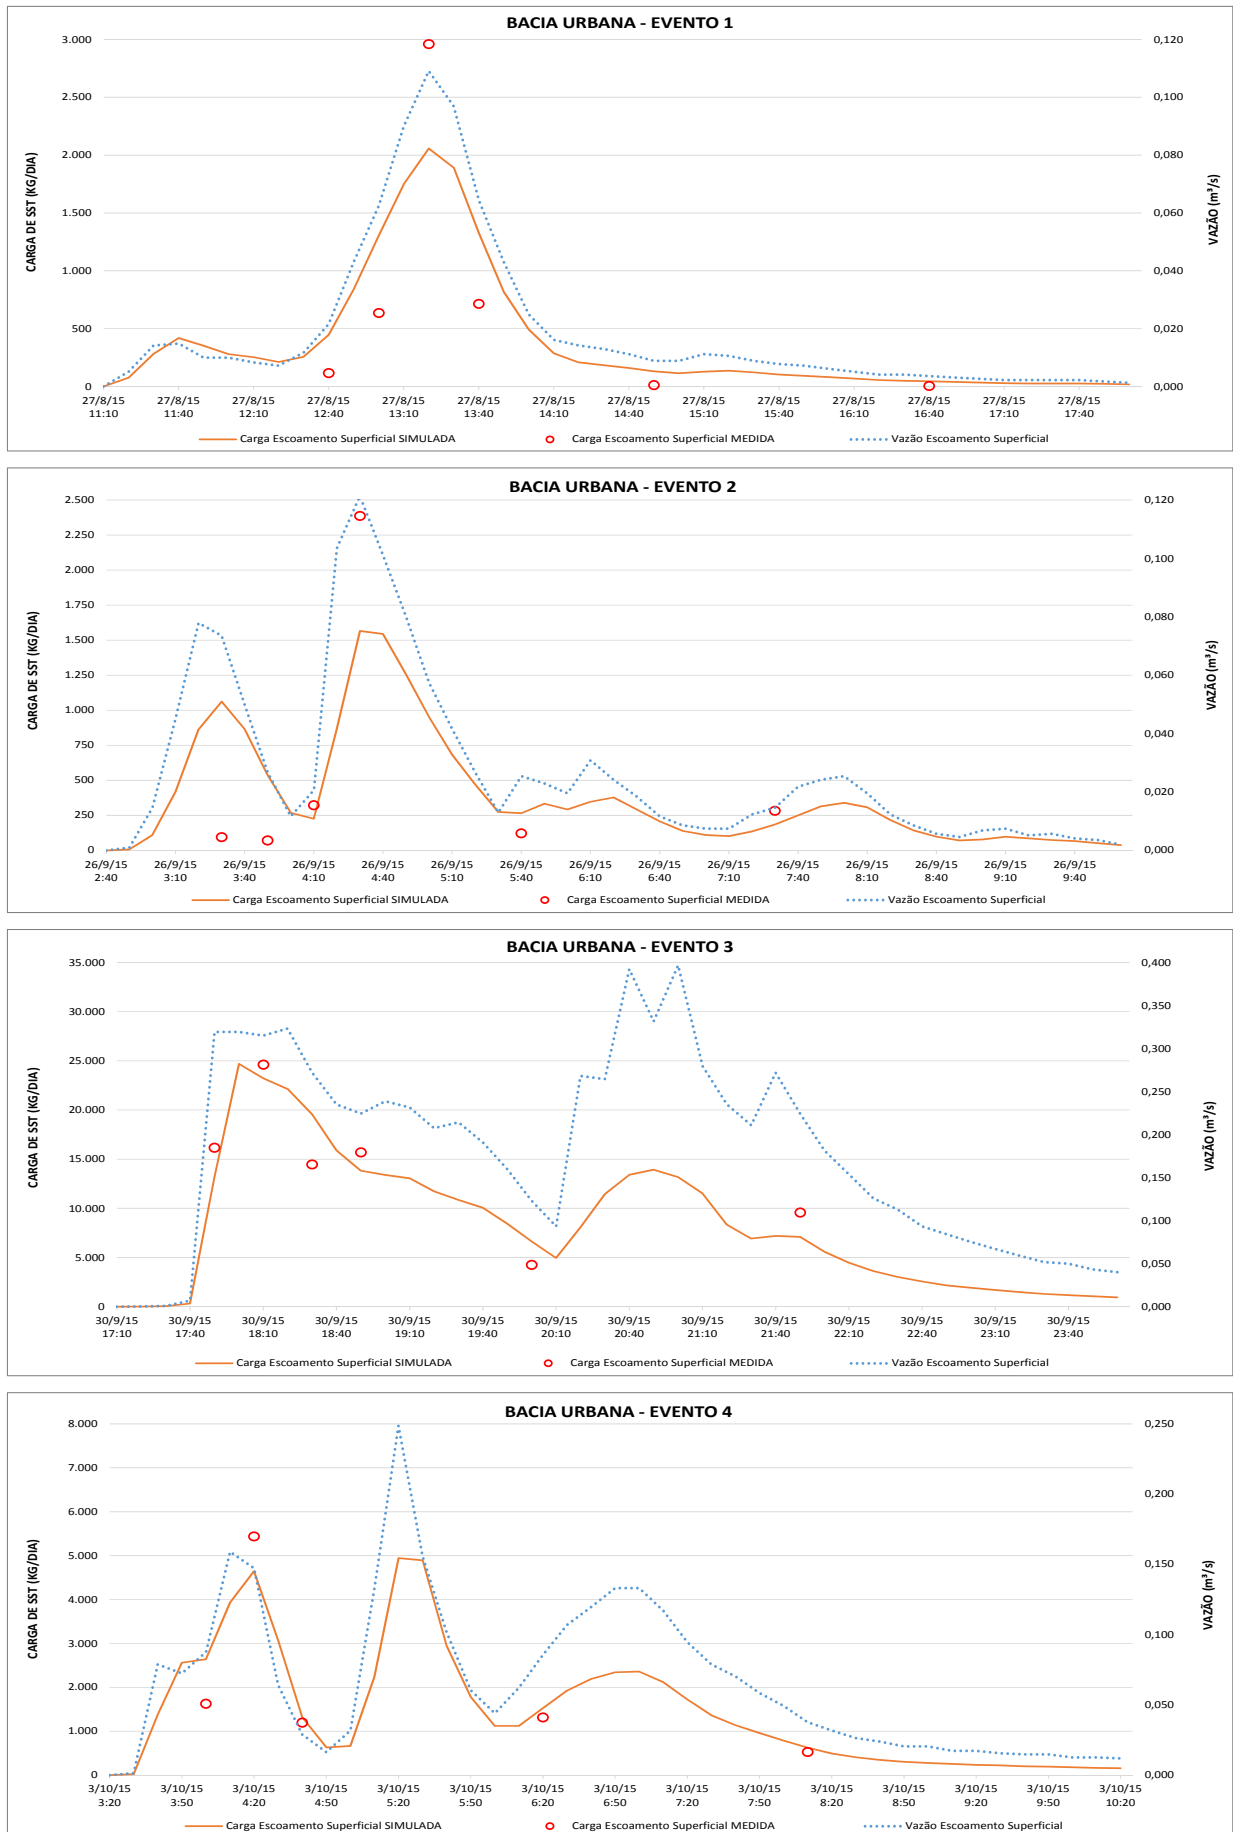 BACIA URBANA - EVENTO 1
CARGA DE SST (KG/DIA)
3.000
2.500
2.000
1.500
1.000
500
0
0,120
0,100
0,080
0,060
0,040
0,020
0,000
VAZÃO (m³/s)
27/8/15 27/8/15 27/8/15 27/8/15 27/8/15 27/8/15 27/8/15 27/8/15 27/8/15 27/8/15 27/8/15 27/8/15 27/8/15 27/8/15
11:10 11:40 12:10 12:40 13:10 13:40 14:10 14:40 15:10 15:40 16:10 16:40 17:10 17:40
Carga Escoamento Superficial SIMULADA Carga Escoamento Superficial MEDIDA Vazão Escoamento Superficial
BACIA URBANA - EVENTO 2
CARGA DE SST (KG/DIA)
2.500
2.250
2.000
1.750
1.500
1.250
1.000
750
500
250
0
0,120
0,100
0,080
0,060
0,040
0,020
0,000
VAZÃO (m³/s)
26/9/15 26/9/15 26/9/15 26/9/15 26/9/15 26/9/15 26/9/15 26/9/15 26/9/15 26/9/15 26/9/15 26/9/15 26/9/15 26/9/15 26/9/15
2:40 3:10 3:40 4:10 4:40 5:10 5:40 6:10 6:40 7:10 7:40 8:10 8:40 9:10 9:40
Carga Escoamento Superficial SIMULADA Carga Escoamento Superficial MEDIDA Vazão Escoamento Superficial
BACIA URBANA - EVENTO 3
CARGA DE SST (KG/DIA)
35.000
30.000
25.000
20.000
15.000
10.000
5.000
0
0,400
0,350
0,300
0,250
0,200
0,150
0,100
0,050
0,000
VAZÃO (m³/s)
30/9/15 30/9/15 30/9/15 30/9/15 30/9/15 30/9/15 30/9/15 30/9/15 30/9/15 30/9/15 30/9/15 30/9/15 30/9/15 30/9/15
17:10 17:40 18:10 18:40 19:10 19:40 20:10 20:40 21:10 21:40 22:10 22:40 23:10 23:40
Carga Escoamento Superficial SIMULADA Carga Escoamento Superficial MEDIDA Vazão Escoamento Superficial
BACIA URBANA - EVENTO 4
CARGA DE SST (KG/DIA)
8.000
7.000
6.000
5.000
4.000
3.000
2.000
1.000
0
0,250
0,200
0,150
0,100
0,050
0,000
VAZÃO (m³/s)
3/10/15 3/10/15 3/10/15 3/10/15 3/10/15 3/10/15 3/10/15 3/10/15 3/10/15 3/10/15 3/10/15 3/10/15 3/10/15 3/10/15 3/10/15
3:20 3:50 4:20 4:50 5:20 5:50 6:20 6:50 7:20 7:50 8:20 8:50 9:20 9:50 10:20
Carga Escoamento Superficial SIMULADA Carga Escoamento Superficial MEDIDA Vazão Escoamento Superficial